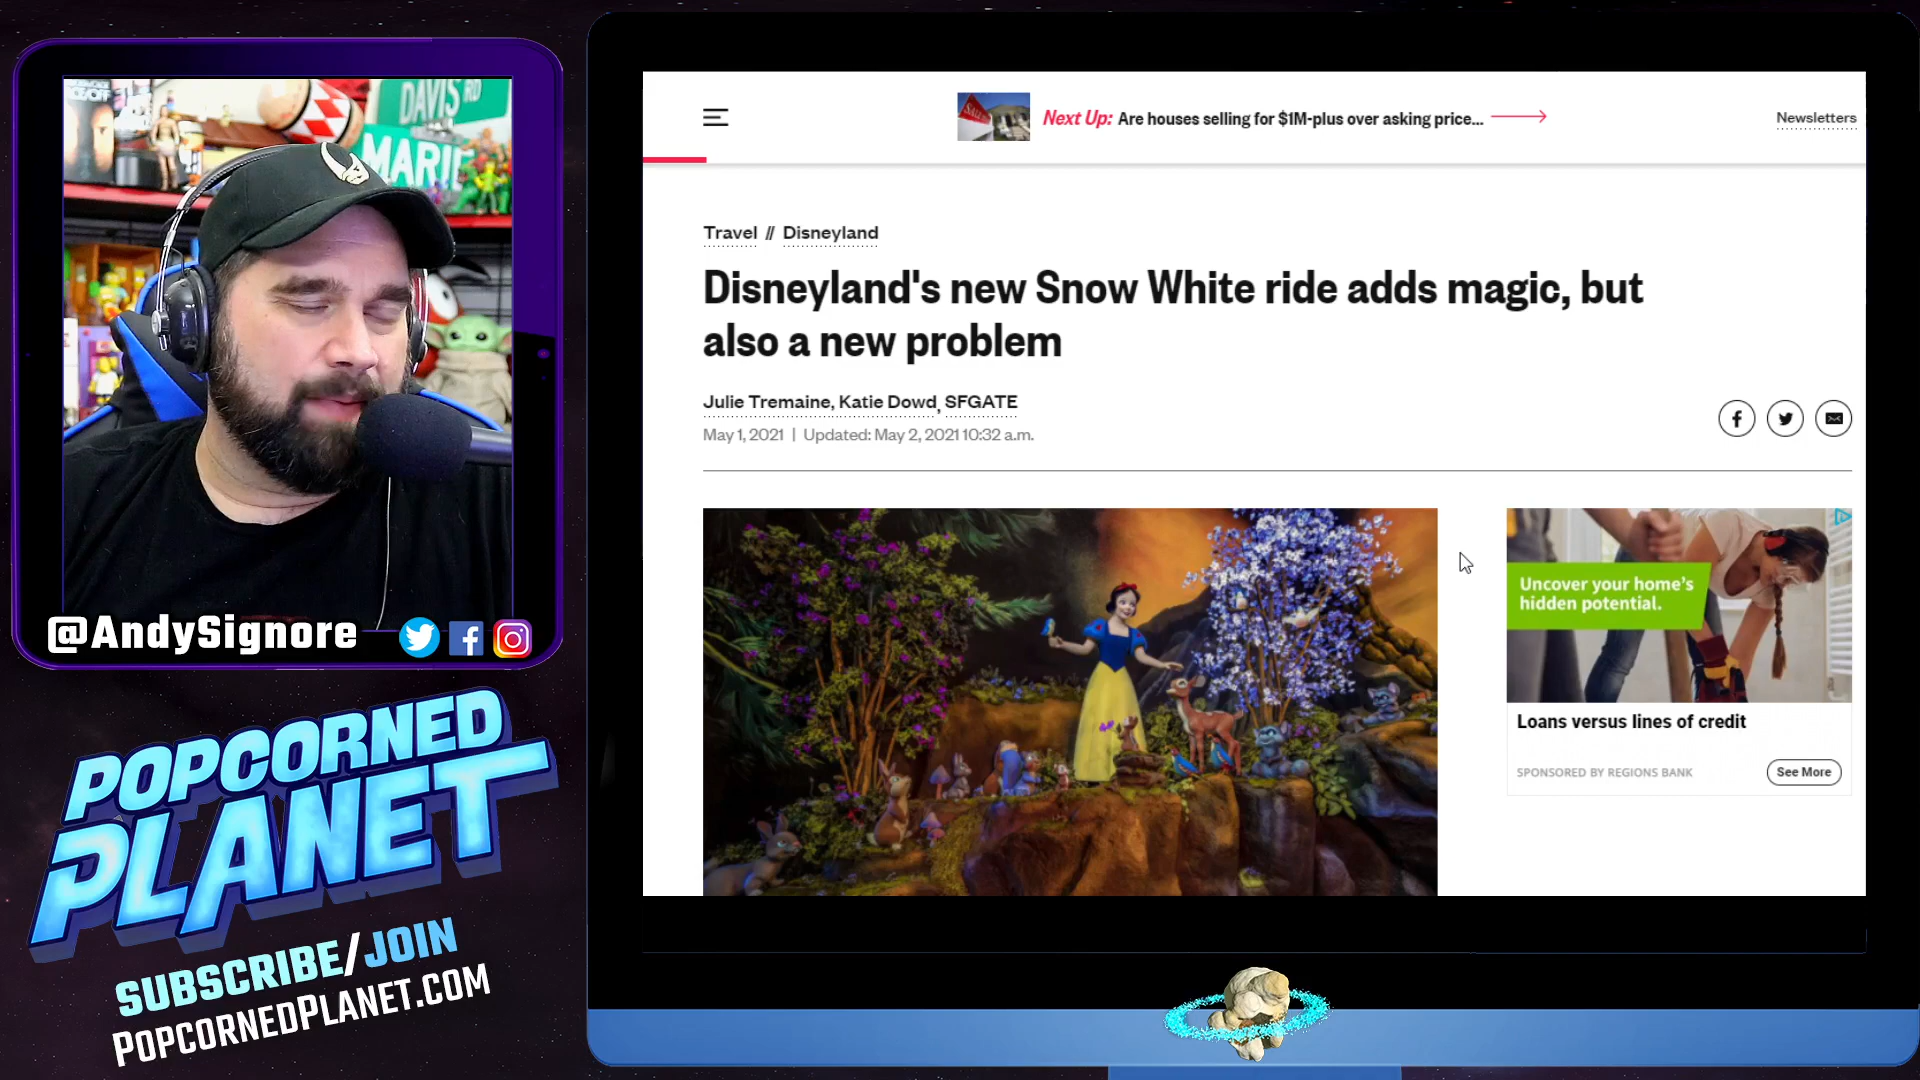 DAVIS RD
MARIE
@AndySignore
POPCORNED
PLANET
SUBSCRIBE/JOIN
POPCORNEDPLANET.COM
Next Up: Are houses selling for $1M-plus over asking price...
Newsletters
Travel // Disneyland
Disneyland's new Snow White ride adds magic, but
also a new problem
Julie Tremaine, Katie Dowd, SFGATE
May 1, 2021 | Updated: May 2, 2021 10:32 a.m.
Uncover your home's
hidden potential.
Loans versus lines of credit
SPONSORED BY REGIONS BANK
See More